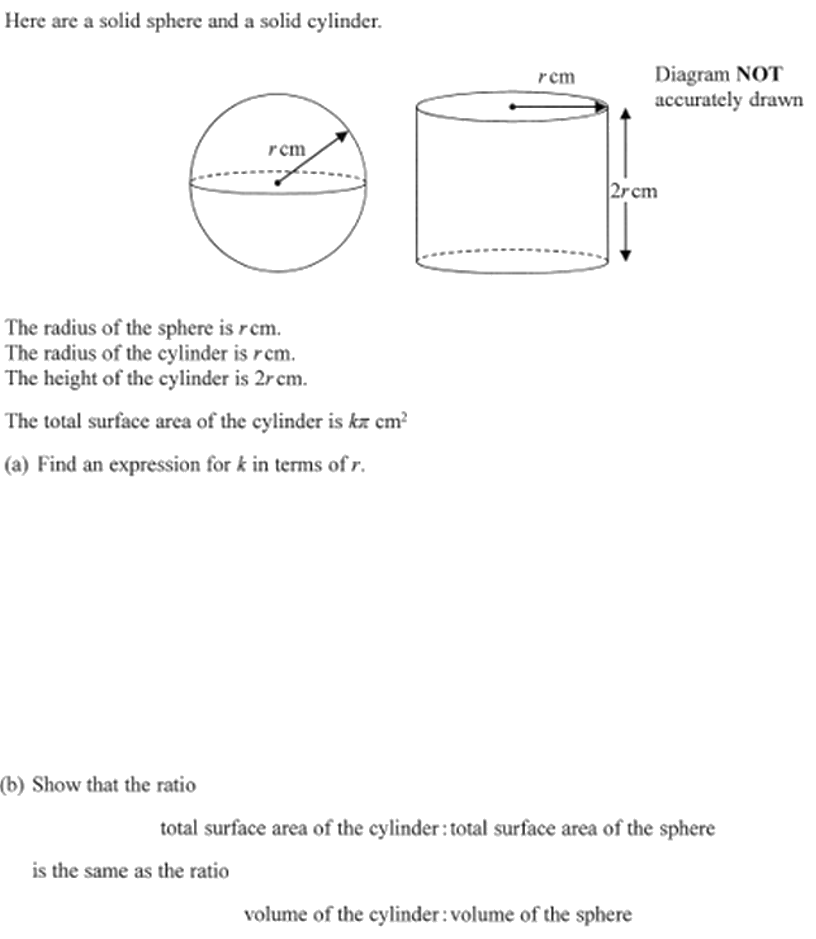 Here are a solid sphere and a solid cylinder.
r cm
Diagram NOT
accurately drawn
r cm
2r cm
The radius of the sphere is r cm.
The radius of the cylinder is r cm.
The height of the cylinder is 2r cm.
The total surface area of the cylinder is kπ cm²
(a) Find an expression for k in terms of r.
(b) Show that the ratio
total surface area of the cylinder : total surface area of the sphere
is the same as the ratio
volume of the cylinder : volume of the sphere